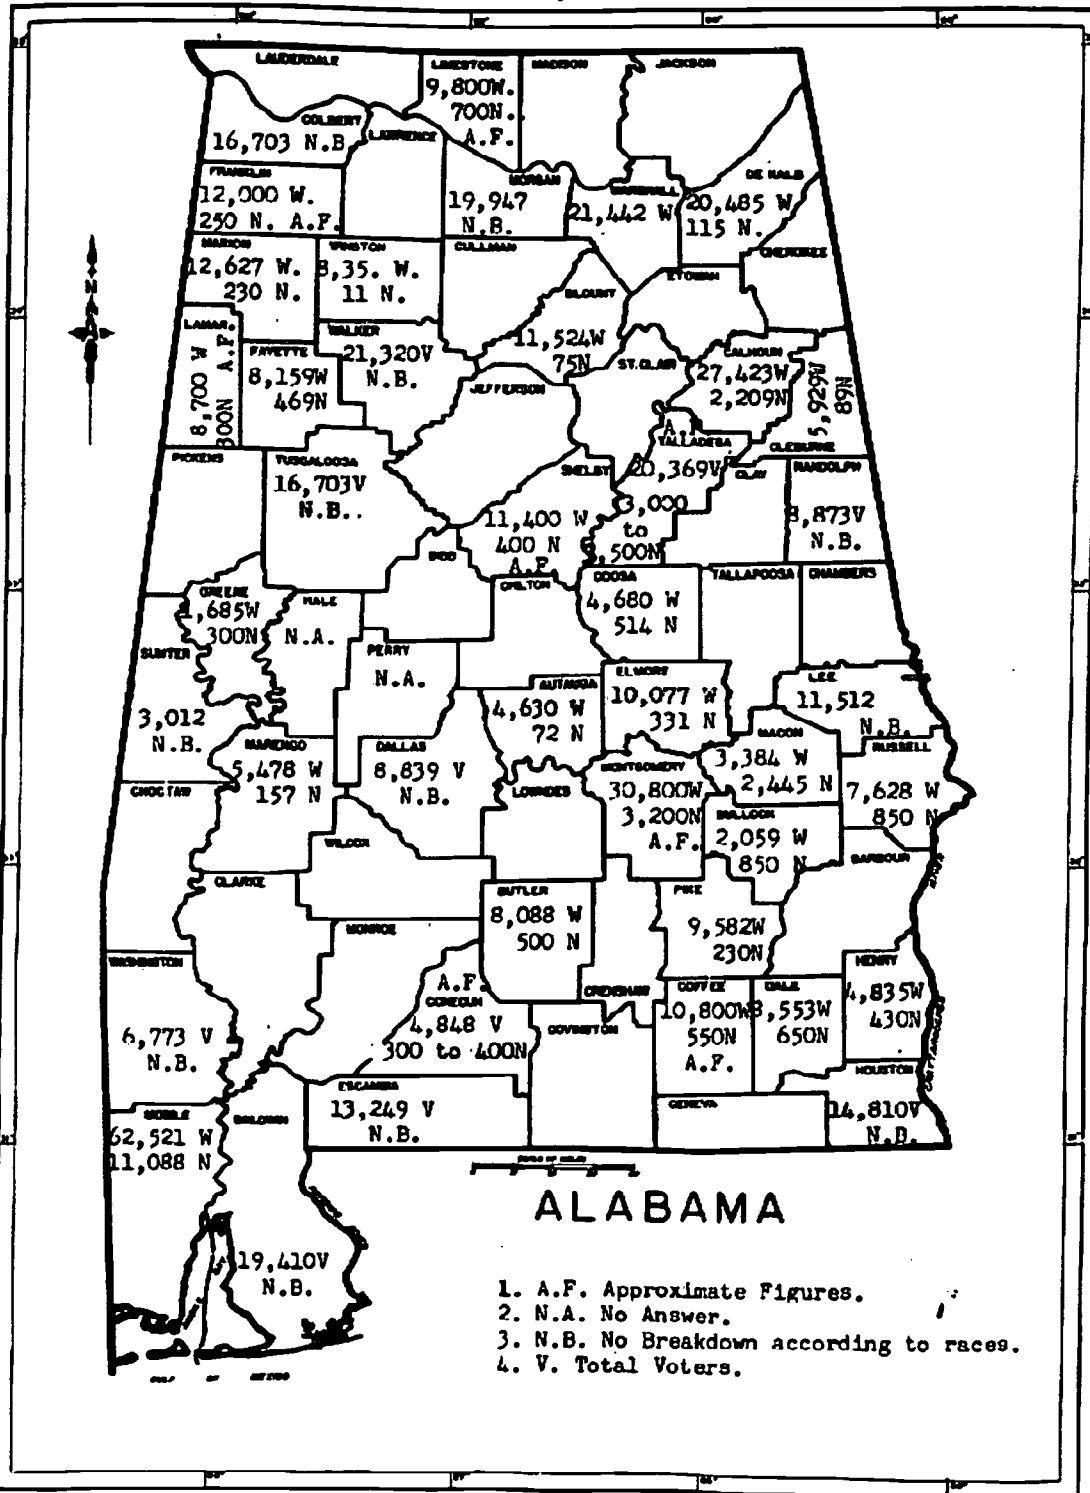 LAUDERDALE
LIMESTONE
9,800W.
700N.
A.F.
MADISON
JACKSON
COLBERT
16,703 N.B
LAWRENCE
FRANKLIN
12,000 W.
250 N. A.F.
MORGAN
19,947
N.B.
MARSHALL
21,442 W
DE KALB
20,485 W
115 N.
MARION
12,627 W.
230 N.
WINSTON
3,35. W.
11 N.
CULLMAN
BLOUNT
11,524W
75N
ETOWAH
CHEROKEE
LAMAR.
8,700 W
300N A.F
FAYETTE
8,159W
469N
WALKER
21,320V
N.B.
JEFFERSON
ST. CLAIR
CALHOUN
27,423W
2,209N
5,929W
89N
CLEBURNE
PICKENS
TUSCALOOSA
16,703V
N.B..
SHELBY
11,400 W
400 N
A.F.
A.F
TALLADEGA
20,369V
3,000
to
,500N
CLAY
RANDOLPH
8,873V
N.B.
BIBB
CHILTON
COOSA
4,680 W
514 N
TALLAPOOSA
CHAMBERS
GREENE
1,685W
300N
HALE
N.A.
PERRY
N.A.
SUMTER
3,012
N.B.
AUTAUGA
4,630 W
72 N
ELMORE
10,077 W
331 N
LEE
11,512
N.B.
MACON
3,384 W
2,445 N
RUSSELL
7,628 W
850 N
MARENGO
5,478 W
157 N
DALLAS
8,839 V
N.B.
CHOCTAW
LOWNDES
MONTGOMERY
30,800W
3,200N
A.F.
BULLOCK
2,059 W
850 N
BARBOUR
WILCOX
CLARKE
BUTLER
8,088 W
500 N
PIKE
9,582W
230N
MONROE
WASHINGTON
6,773 V
N.B.
A.F.
CONECUH
4,848 V
300 to 400N
CRENSHAW
COVINGTON
COFFEE
10,800W
550N
A.F.
DALE
8,553W
650N
HENRY
4,835W
430N
CHATTAHOOCHEE
ESCAMBIA
13,249 V
N.B.
GENEVA
HOUSTON
14,810V
N.B.
MOBILE
62,521 W
11,088 N
BALDWIN
19,410V
N.B.
SCALE OF MILES
ALABAMA
1. A.F. Approximate Figures.
2. N.A. No Answer.
3. N.B. No Breakdown according to races.
4. V. Total Voters.
GULF OF MEXICO